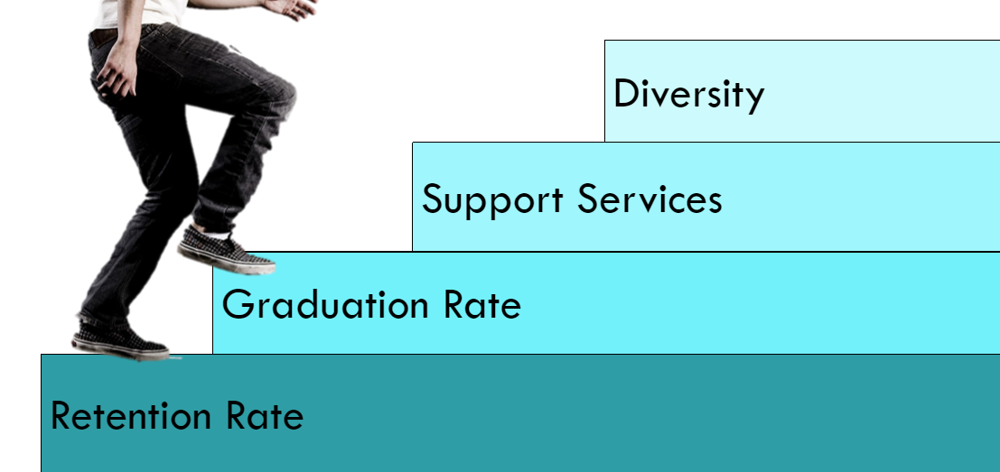 Diversity
Support Services
Graduation Rate
Retention Rate